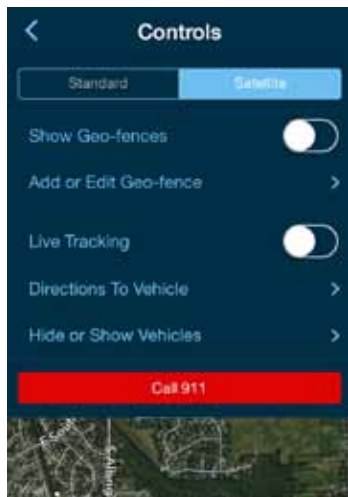 Controls
Standard Satellite
Show Geo-fences
Add or Edit Geo-fence
Live Tracking
Directions To Vehicle
Hide or Show Vehicles
Call 911